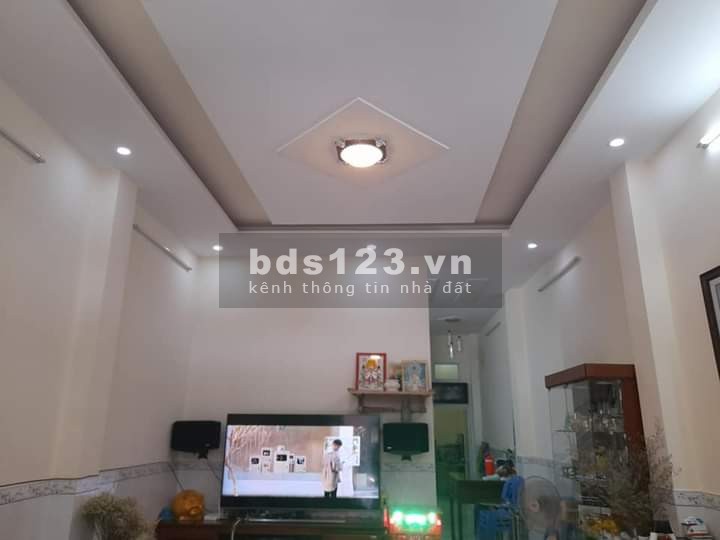 bds123.vn
kênh thông tin nhà đất